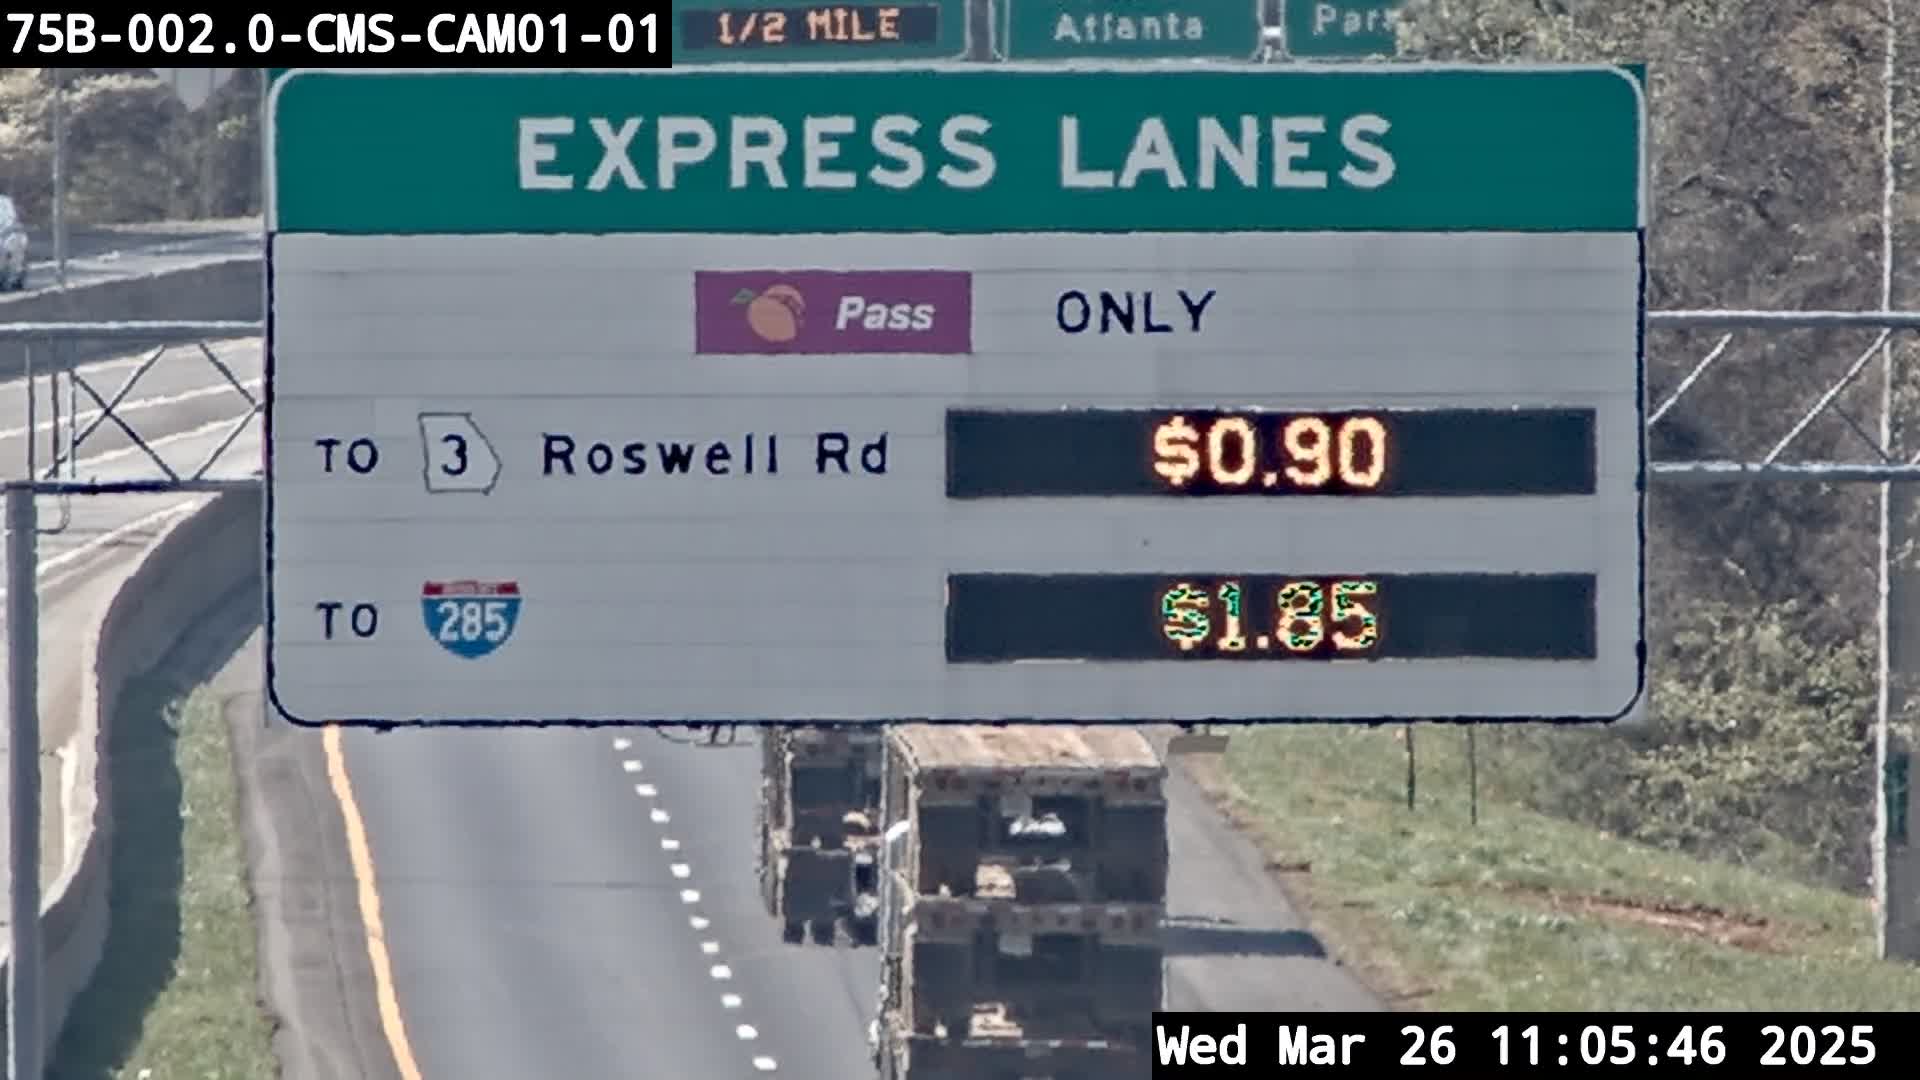 75B-002.0-CMS-CAM01-01
1/2 MILE
Atlanta
EXPRESS LANES
Pass ONLY
TO 3 Roswell Rd $0.90
TO 285 $1.85
Wed Mar 26 11:05:46 2025